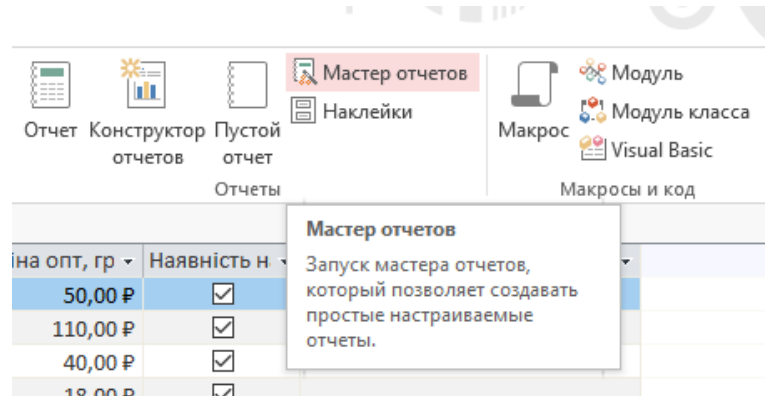 Мастер отчетов
Наклейки
Отчет
Конструктор
отчетов
Пустой
отчет
Отчеты
Макрос
Модуль
Модуль класса
Visual Basic
Макросы и код
Мастер отчетов
Запуск мастера отчетов,
который позволяет создавать
простые настраиваемые
отчеты.
іна опт, гр
Наявність н
50,00 ₽
110,00 ₽
40,00 ₽
18,00 ₽